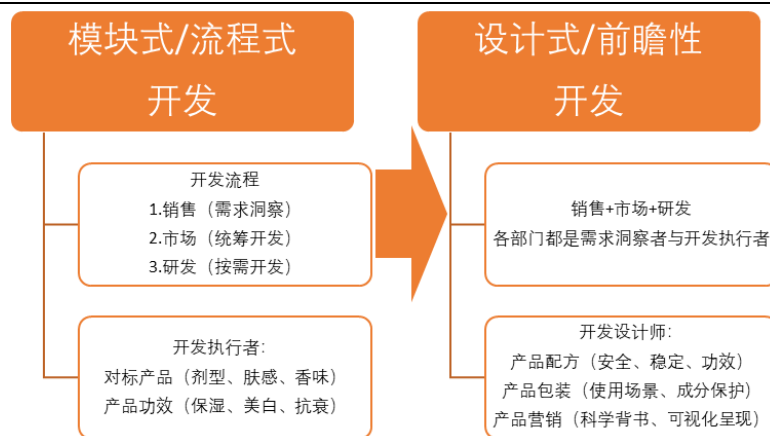 模块式/流程式
开发
开发流程
1.销售（需求洞察）
2.市场（统筹开发）
3.研发（按需开发）
开发执行者:
对标产品（剂型、肤感、香味）
产品功效（保湿、美白、抗衰）
设计式/前瞻性
开发
销售+市场+研发
各部门都是需求洞察者与开发执行者
开发设计师:
产品配方（安全、稳定、功效）
产品包装（使用场景、成分保护）
产品营销（科学背书、可视化呈现）